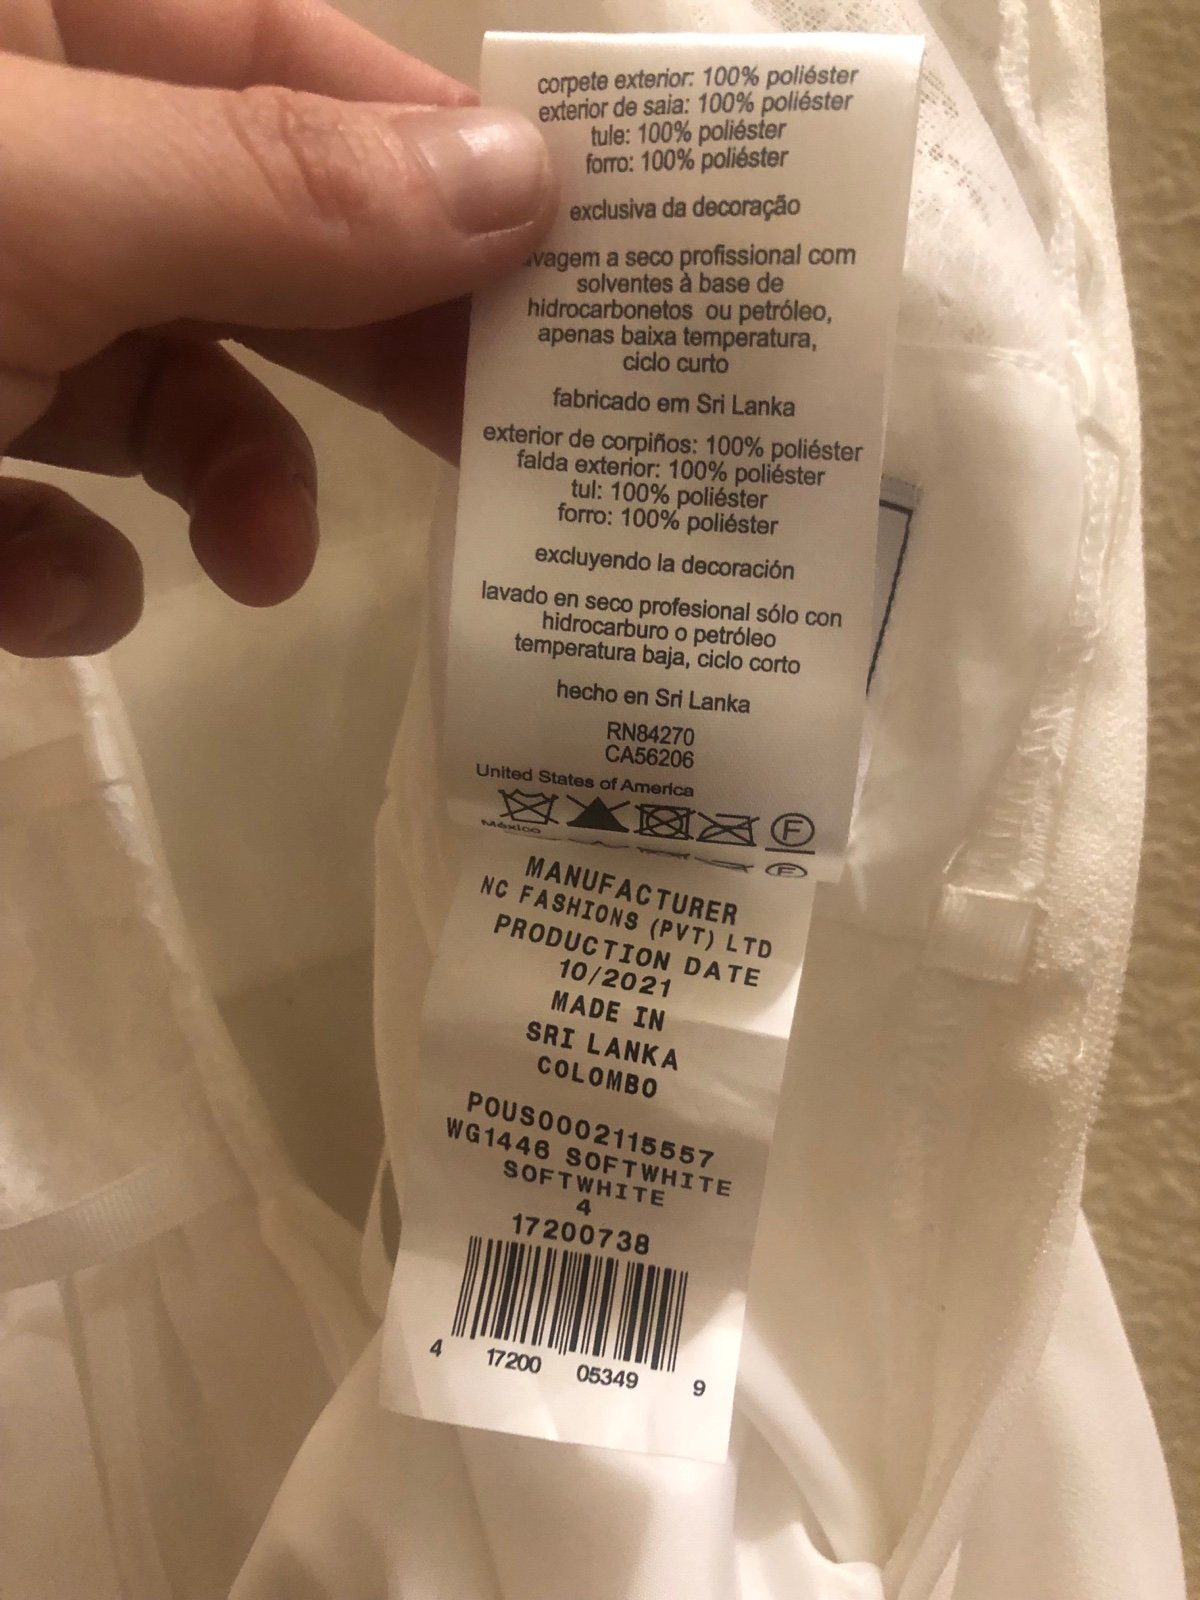 corpete exterior: 100% poliéster
exterior de saia: 100% poliéster
tule: 100% poliéster
forro: 100% poliéster
exclusiva da decoração
vagem a seco profissional com
solventes à base de
hidrocarbonetos ou petróleo,
apenas baixa temperatura,
ciclo curto
fabricado em Sri Lanka
exterior de corpiños: 100% poliéster
falda exterior: 100% poliéster
tul: 100% poliéster
forro: 100% poliéster
excluyendo la decoración
lavado en seco profesional sólo con
hidrocarburo o petróleo
temperatura baja, ciclo corto
hecho en Sri Lanka
RN84270
CA56206
United States of America
F
México
F
MANUFACTURER
NC FASHIONS (PVT) LTD
PRODUCTION DATE
10/2021
MADE IN
SRI LANKA
COLOMBO
POUS0002115557
WG1446 SOFTWHITE
SOFTWHITE
4
17200738
4 17200 05349 9